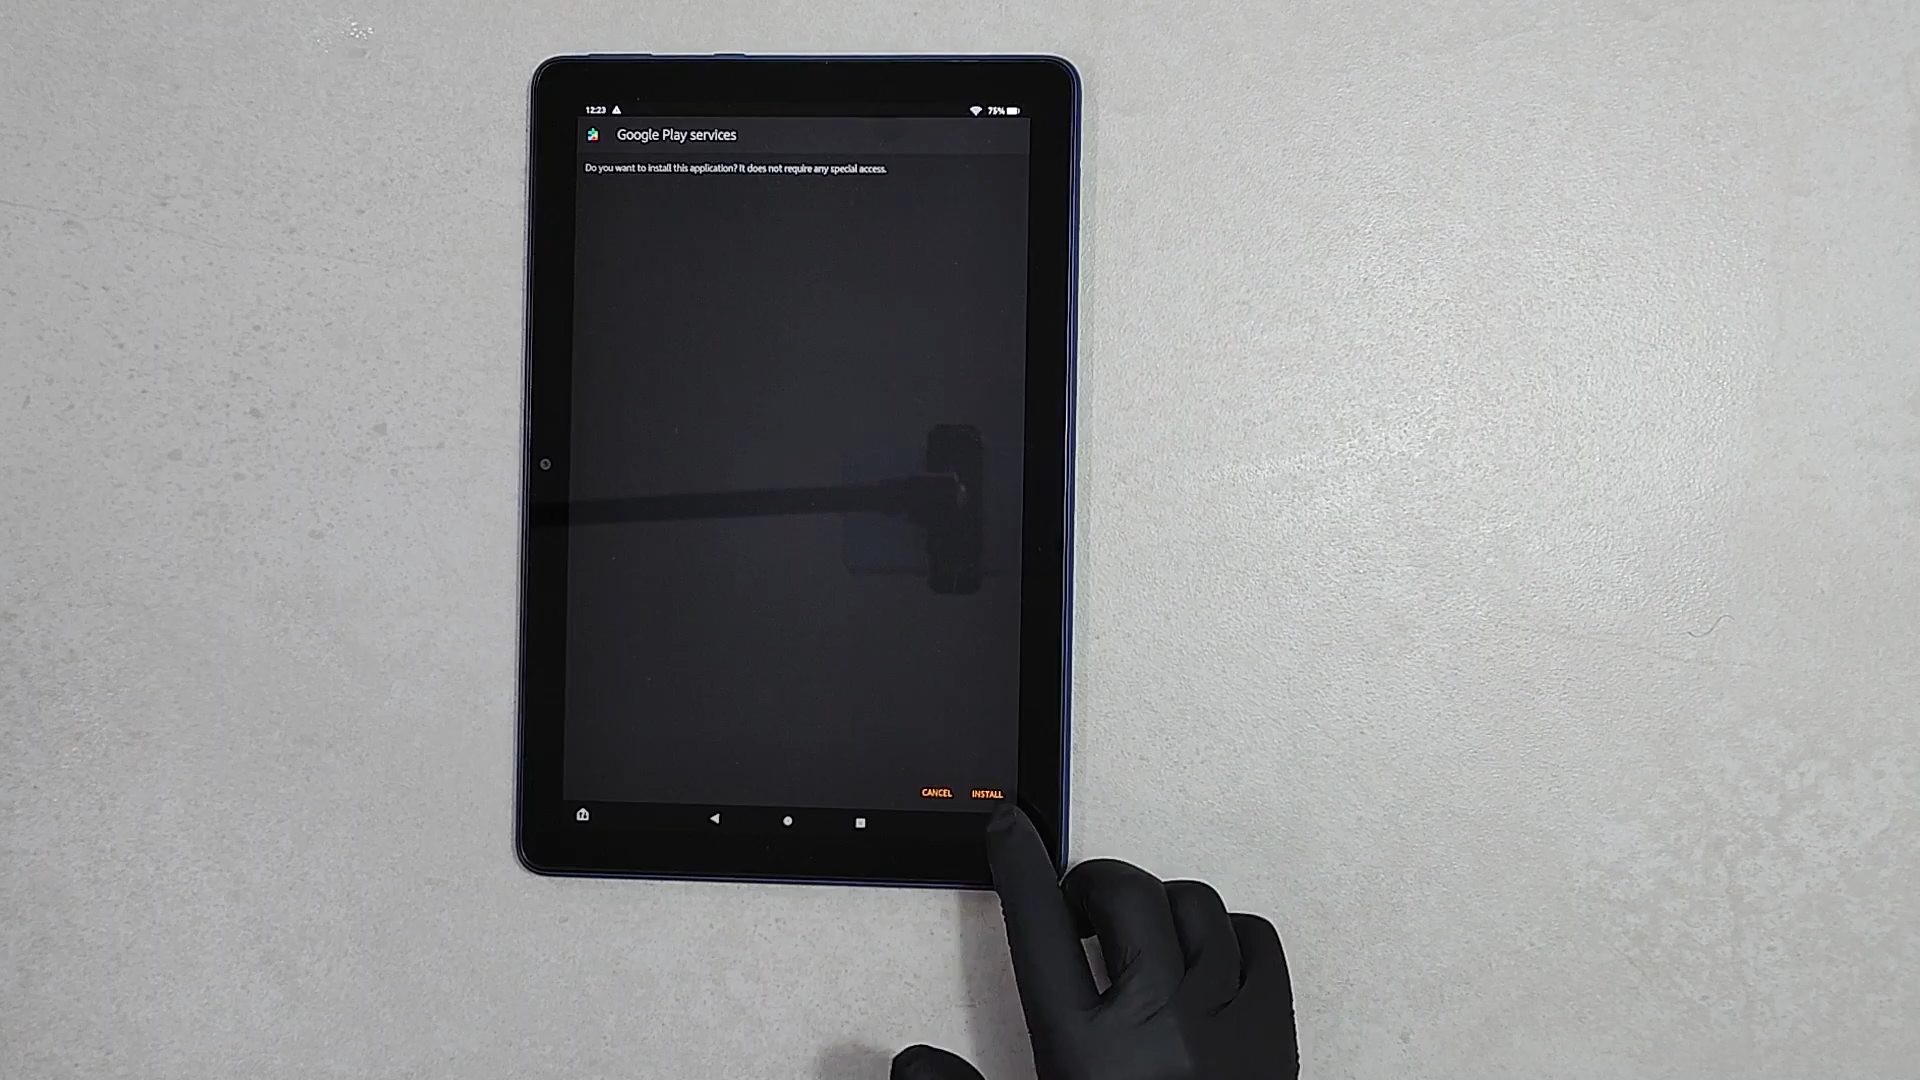 12:23
75%
Google Play services
Do you want to install this application? It does not require any special access.
CANCEL INSTALL